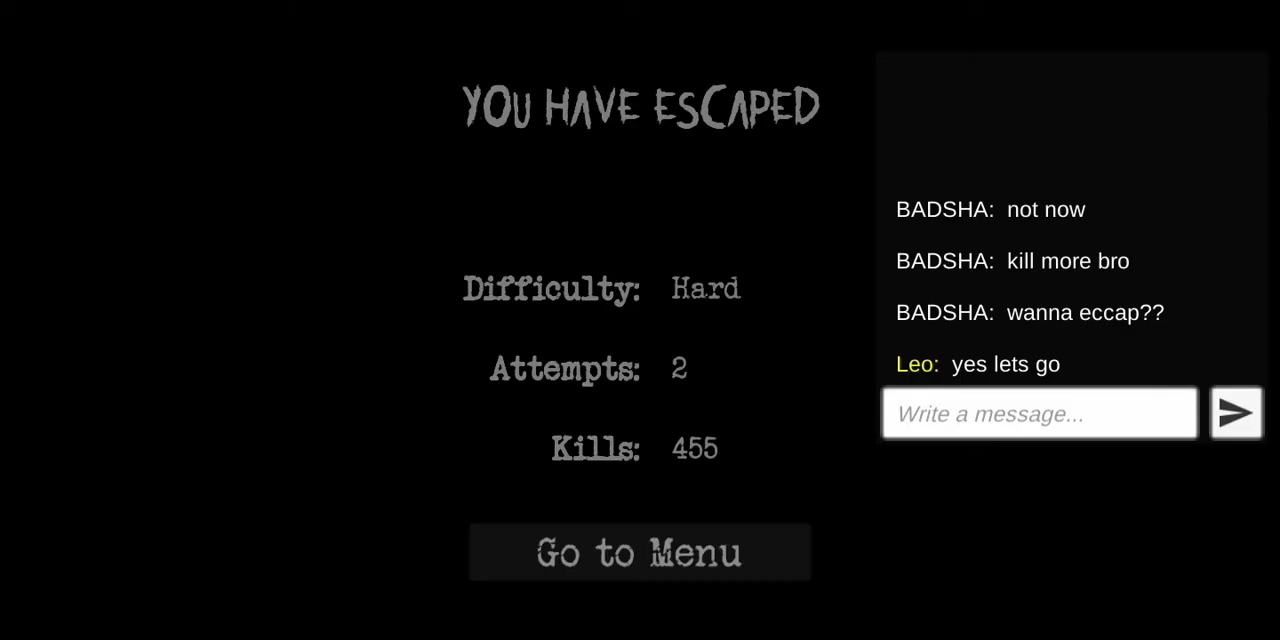 YOU HAVE ESCAPED
Difficulty: Hard
Attempts: 2
Kills: 455
Go to Menu
BADSHA: not now
BADSHA: kill more bro
BADSHA: wanna eccap??
Leo: yes lets go
Write a message...